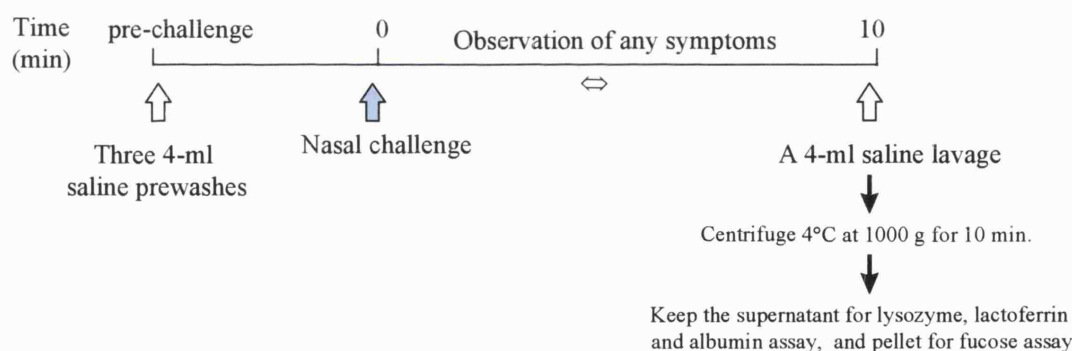 Time
(min)
pre-challenge
0
Observation of any symptoms
10
Three 4-ml
saline prewashes
Nasal challenge
A 4-ml saline lavage
Centrifuge 4°C at 1000 g for 10 min.
Keep the supernatant for lysozyme, lactoferrin
and albumin assay, and pellet for fucose assay